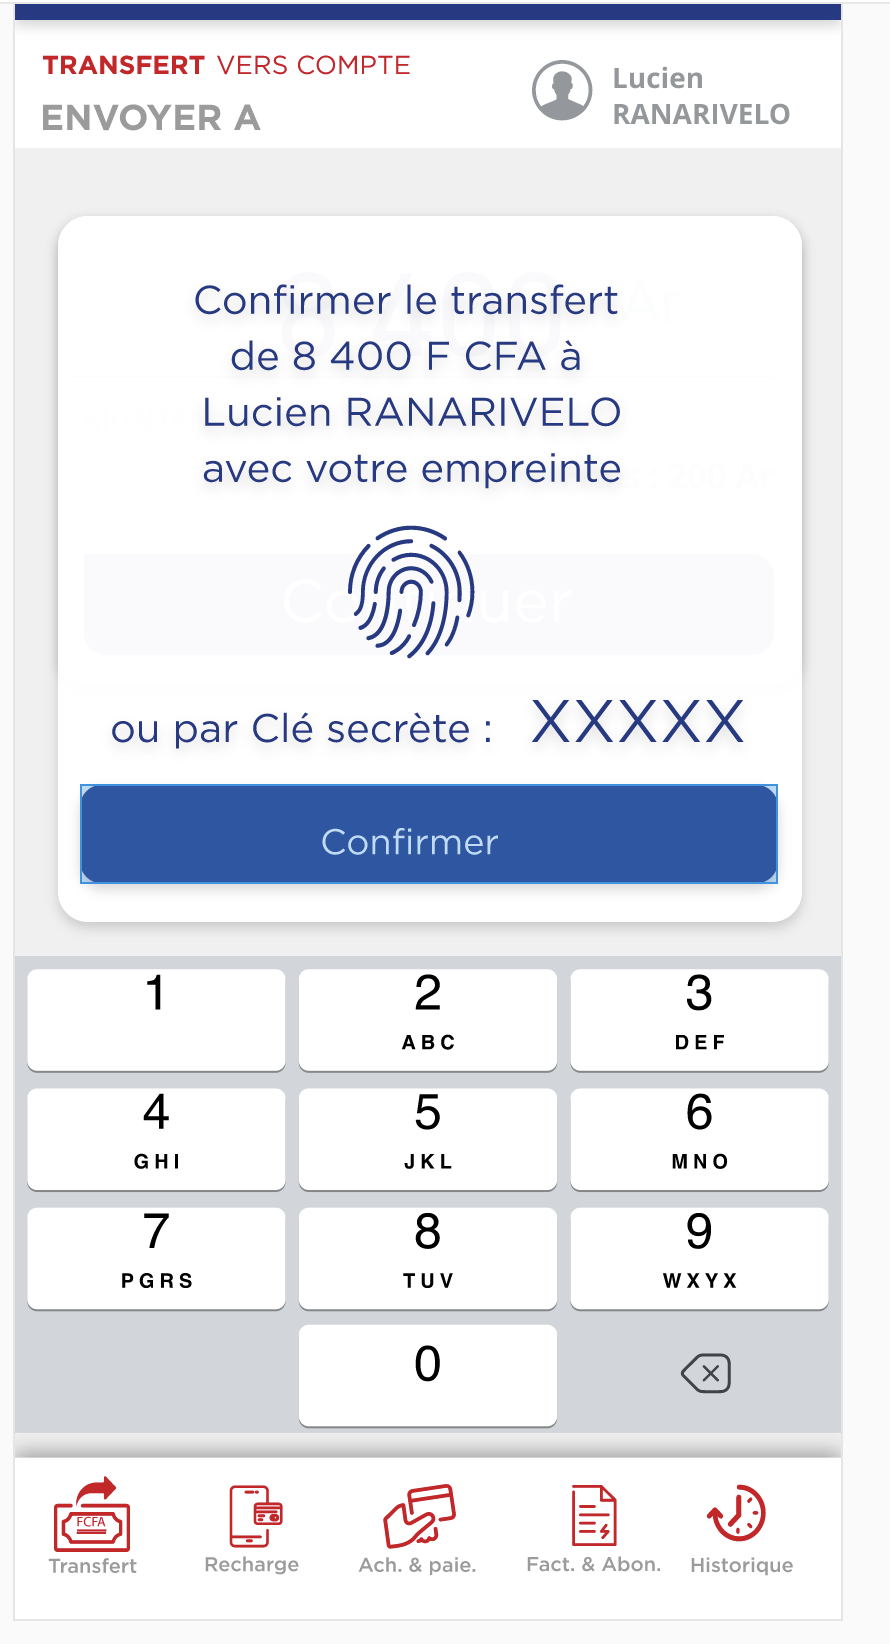 TRANSFERT VERS COMPTE
ENVOYER A
Lucien
RANARIVELO
Confirmer le transfert
de 8 400 F CFA à
Lucien RANARIVELO
avec votre empreinte
ou par Clé secrète : XXXXX
Confirmer
1
2
ABC
3
DEF
4
GHI
5
JKL
6
MNO
7
PGRS
8
TUV
9
WXYX
0
FCFA
Transfert
Recharge
Ach. & paie.
Fact. & Abon.
Historique